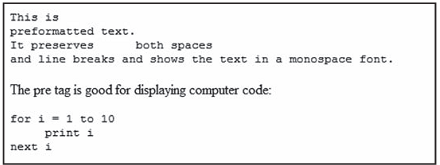 This is
preformatted text.
It preserves      both spaces
and line breaks and shows the text in a monospace font.
The pre tag is good for displaying computer code:
for i = 1 to 10
     print i
next i